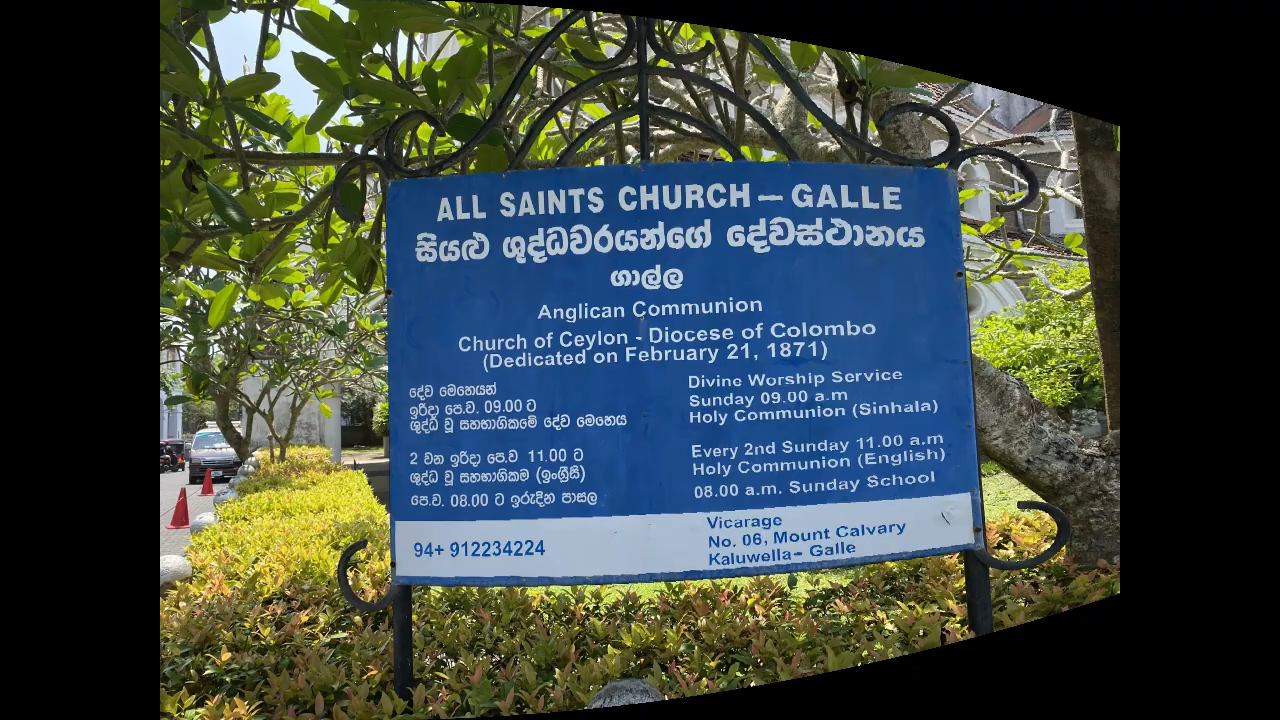 ALL SAINTS CHURCH – GALLE
සියළු ශුද්ධවරයන්ගේ දේවස්ථානය
ගාල්ල
Anglican Communion
Church of Ceylon - Diocese of Colombo
(Dedicated on February 21, 1871)
දේව මෙහෙයන්
ඉරිදා පෙ.ව. 09.00 ට
ශුද්ධ වූ සහභාගිකමේ දේව මෙහෙය
2 වන ඉරිදා පෙ.ව 11.00 ට
ශුද්ධ වූ සහභාගිකම (ඉංග්‍රීසි)
පෙ.ව. 08.00 ට ඉරුදින පාසල
Divine Worship Service
Sunday 09.00 a.m
Holy Communion (Sinhala)
Every 2nd Sunday 11.00 a.m
Holy Communion (English)
08.00 a.m. Sunday School
94+ 912234224
Vicarage
No. 06, Mount Calvary
Kaluwella– Galle